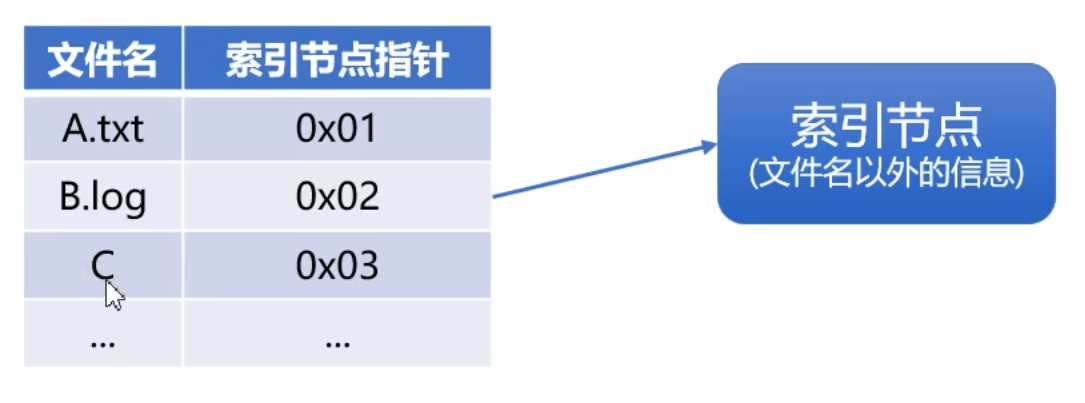 文件名 索引节点指针
A.txt 0x01
B.log 0x02
C 0x03
... ...
索引节点
(文件名以外的信息)